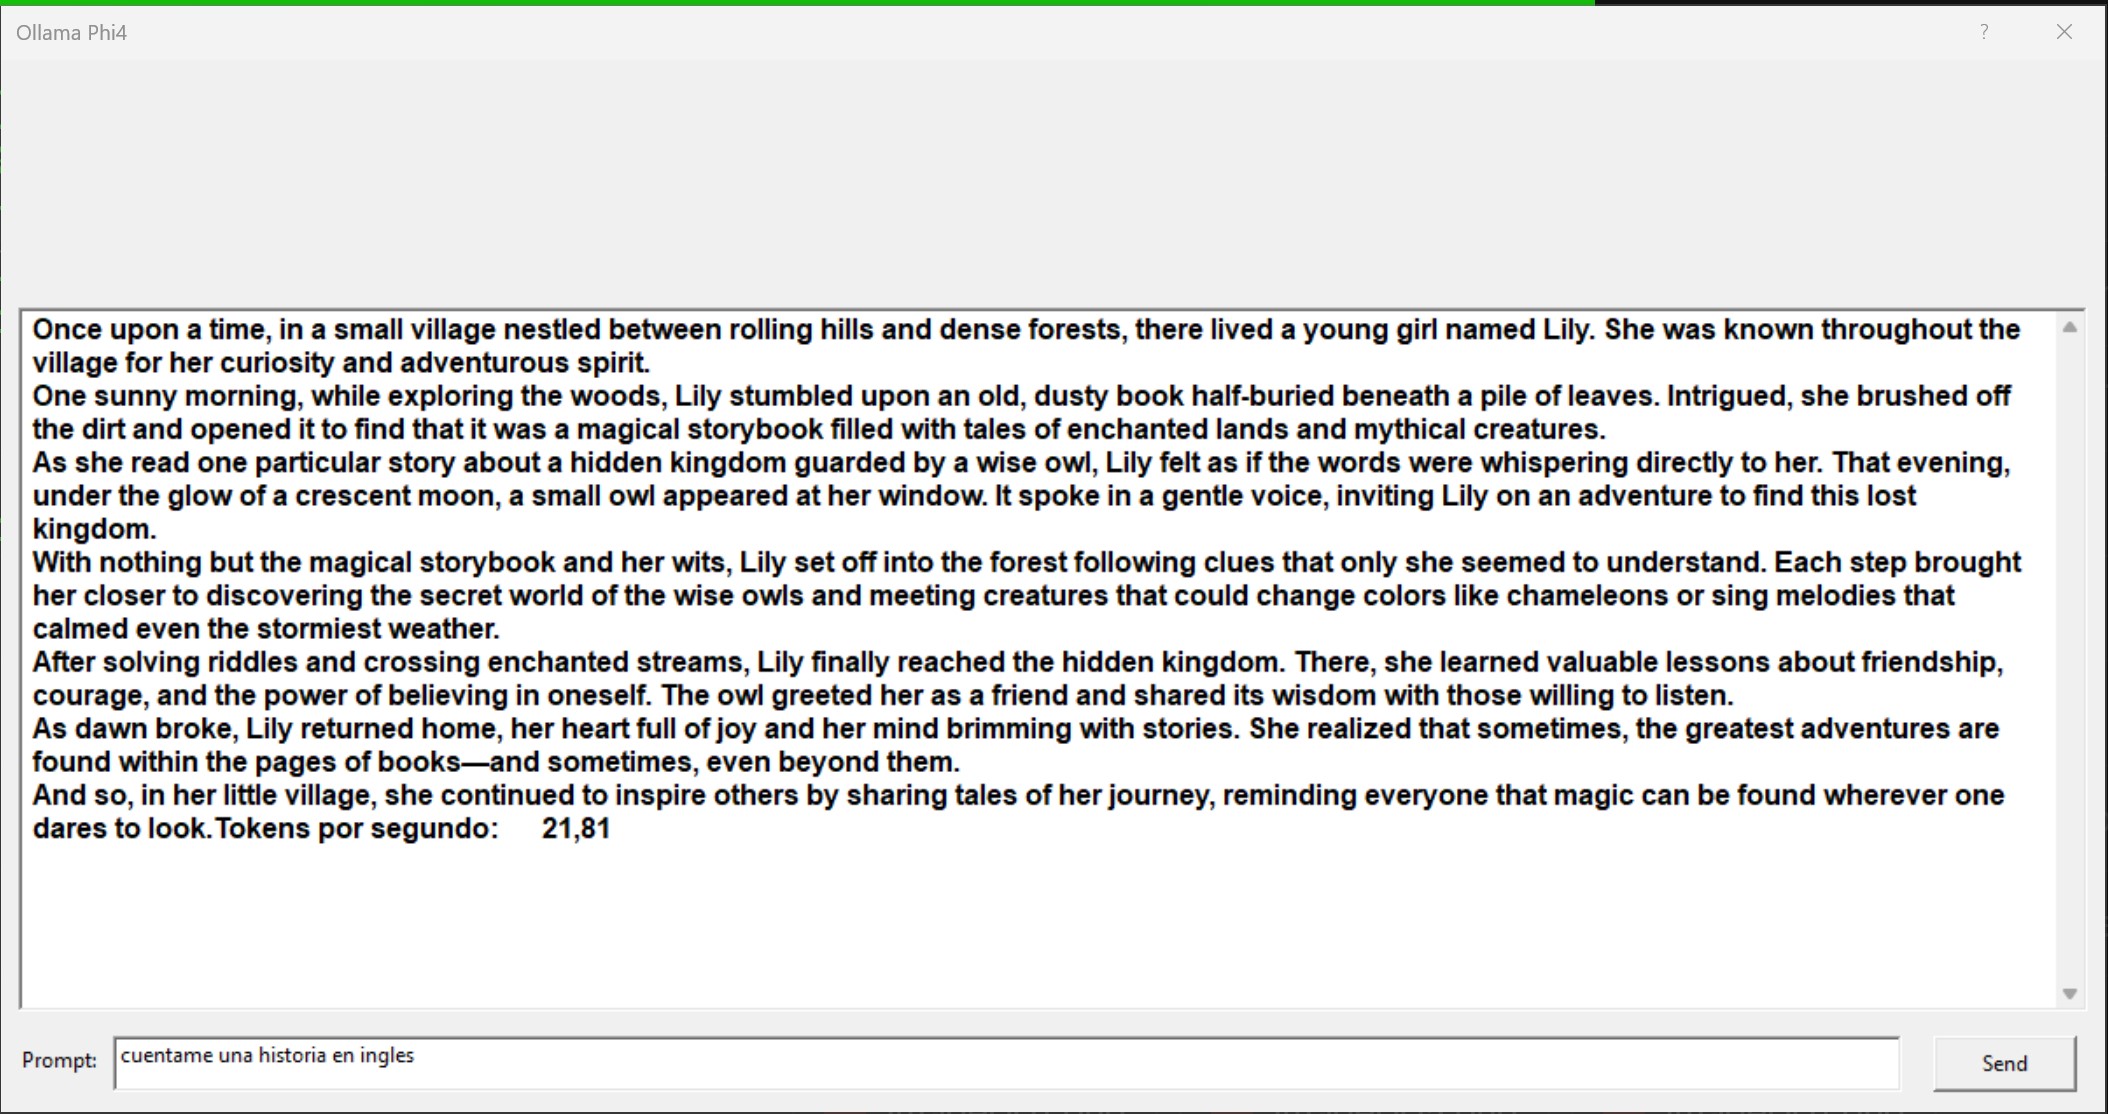 Ollama Phi4
?
Once upon a time, in a small village nestled between rolling hills and dense forests, there lived a young girl named Lily. She was known throughout the
village for her curiosity and adventurous spirit.
One sunny morning, while exploring the woods, Lily stumbled upon an old, dusty book half-buried beneath a pile of leaves. Intrigued, she brushed off
the dirt and opened it to find that it was a magical storybook filled with tales of enchanted lands and mythical creatures.
As she read one particular story about a hidden kingdom guarded by a wise owl, Lily felt as if the words were whispering directly to her. That evening,
under the glow of a crescent moon, a small owl appeared at her window. It spoke in a gentle voice, inviting Lily on an adventure to find this lost
kingdom.
With nothing but the magical storybook and her wits, Lily set off into the forest following clues that only she seemed to understand. Each step brought
her closer to discovering the secret world of the wise owls and meeting creatures that could change colors like chameleons or sing melodies that
calmed even the stormiest weather.
After solving riddles and crossing enchanted streams, Lily finally reached the hidden kingdom. There, she learned valuable lessons about friendship,
courage, and the power of believing in oneself. The owl greeted her as a friend and shared its wisdom with those willing to listen.
As dawn broke, Lily returned home, her heart full of joy and her mind brimming with stories. She realized that sometimes, the greatest adventures are
found within the pages of books—and sometimes, even beyond them.
And so, in her little village, she continued to inspire others by sharing tales of her journey, reminding everyone that magic can be found wherever one
dares to look.Tokens por segundo: 21,81
Prompt: cuentame una historia en ingles
Send